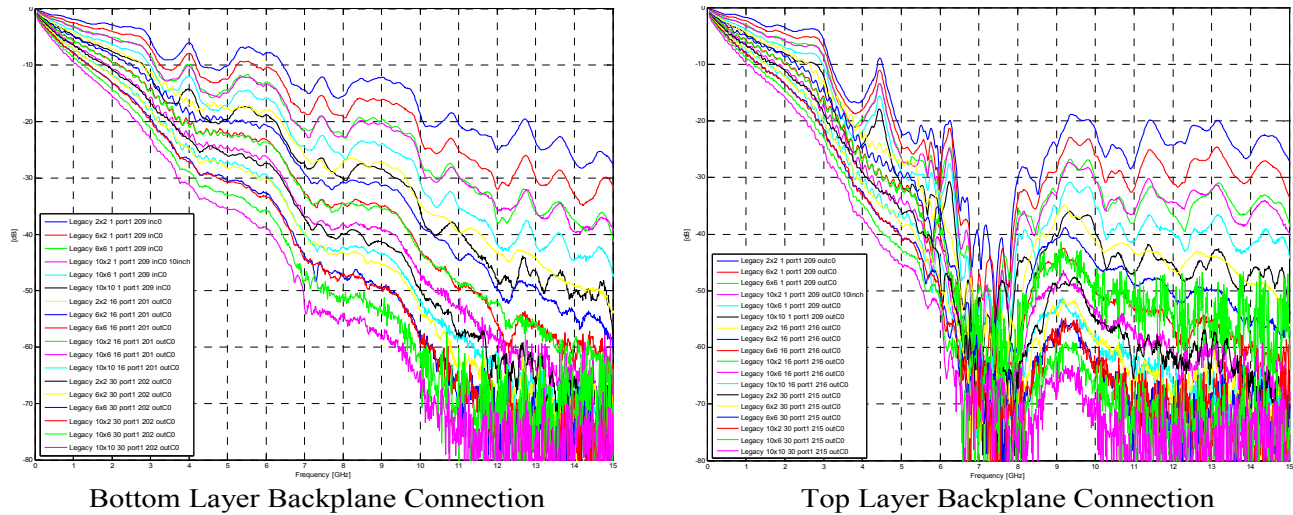 0
-10
-20
-30
-40
-50
-60
-70
-80
[dB]
Legacy 2x2 1 port1 209 inc0
Legacy 6x2 1 port1 209 inC0
Legacy 6x6 1 port1 209 inC0
Legacy 10x2 1 port1 209 inC0 10inch
Legacy 10x6 1 port1 209 inC0
Legacy 10x10 1 port1 209 inC0
Legacy 2x2 16 port1 201 outC0
Legacy 6x2 16 port1 201 outC0
Legacy 6x6 16 port1 201 outC0
Legacy 10x2 16 port1 201 outC0
Legacy 10x6 16 port1 201 outC0
Legacy 10x10 16 port1 201 outC0
Legacy 2x2 30 port1 202 outC0
Legacy 6x2 30 port1 202 outC0
Legacy 6x6 30 port1 202 outC0
Legacy 10x2 30 port1 202 outC0
Legacy 10x6 30 port1 202 outC0
Legacy 10x10 30 port1 202 outC0
0 1 2 3 4 5 6 7 8 9 10 11 12 13 14 15
Frequency [GHz]
Bottom Layer Backplane Connection
0
-10
-20
-30
-40
-50
-60
-70
-80
[dB]
Legacy 2x2 1 port1 209 outc0
Legacy 6x2 1 port1 209 outC0
Legacy 6x6 1 port1 209 outC0
Legacy 10x2 1 port1 209 outC0 10inch
Legacy 10x6 1 port1 209 outC0
Legacy 10x10 1 port1 209 outC0
Legacy 2x2 16 port1 216 outC0
Legacy 6x2 16 port1 216 outC0
Legacy 6x6 16 port1 216 outC0
Legacy 10x2 16 port1 216 outC0
Legacy 10x6 16 port1 216 outC0
Legacy 10x10 16 port1 216 outC0
Legacy 2x2 30 port1 215 outC0
Legacy 6x2 30 port1 215 outC0
Legacy 6x6 30 port1 215 outC0
Legacy 10x2 30 port1 215 outC0
Legacy 10x6 30 port1 215 outC0
Legacy 10x10 30 port1 215 outC0
0 1 2 3 4 5 6 7 8 9 10 11 12 13 14 15
Frequency [GHz]
Top Layer Backplane Connection